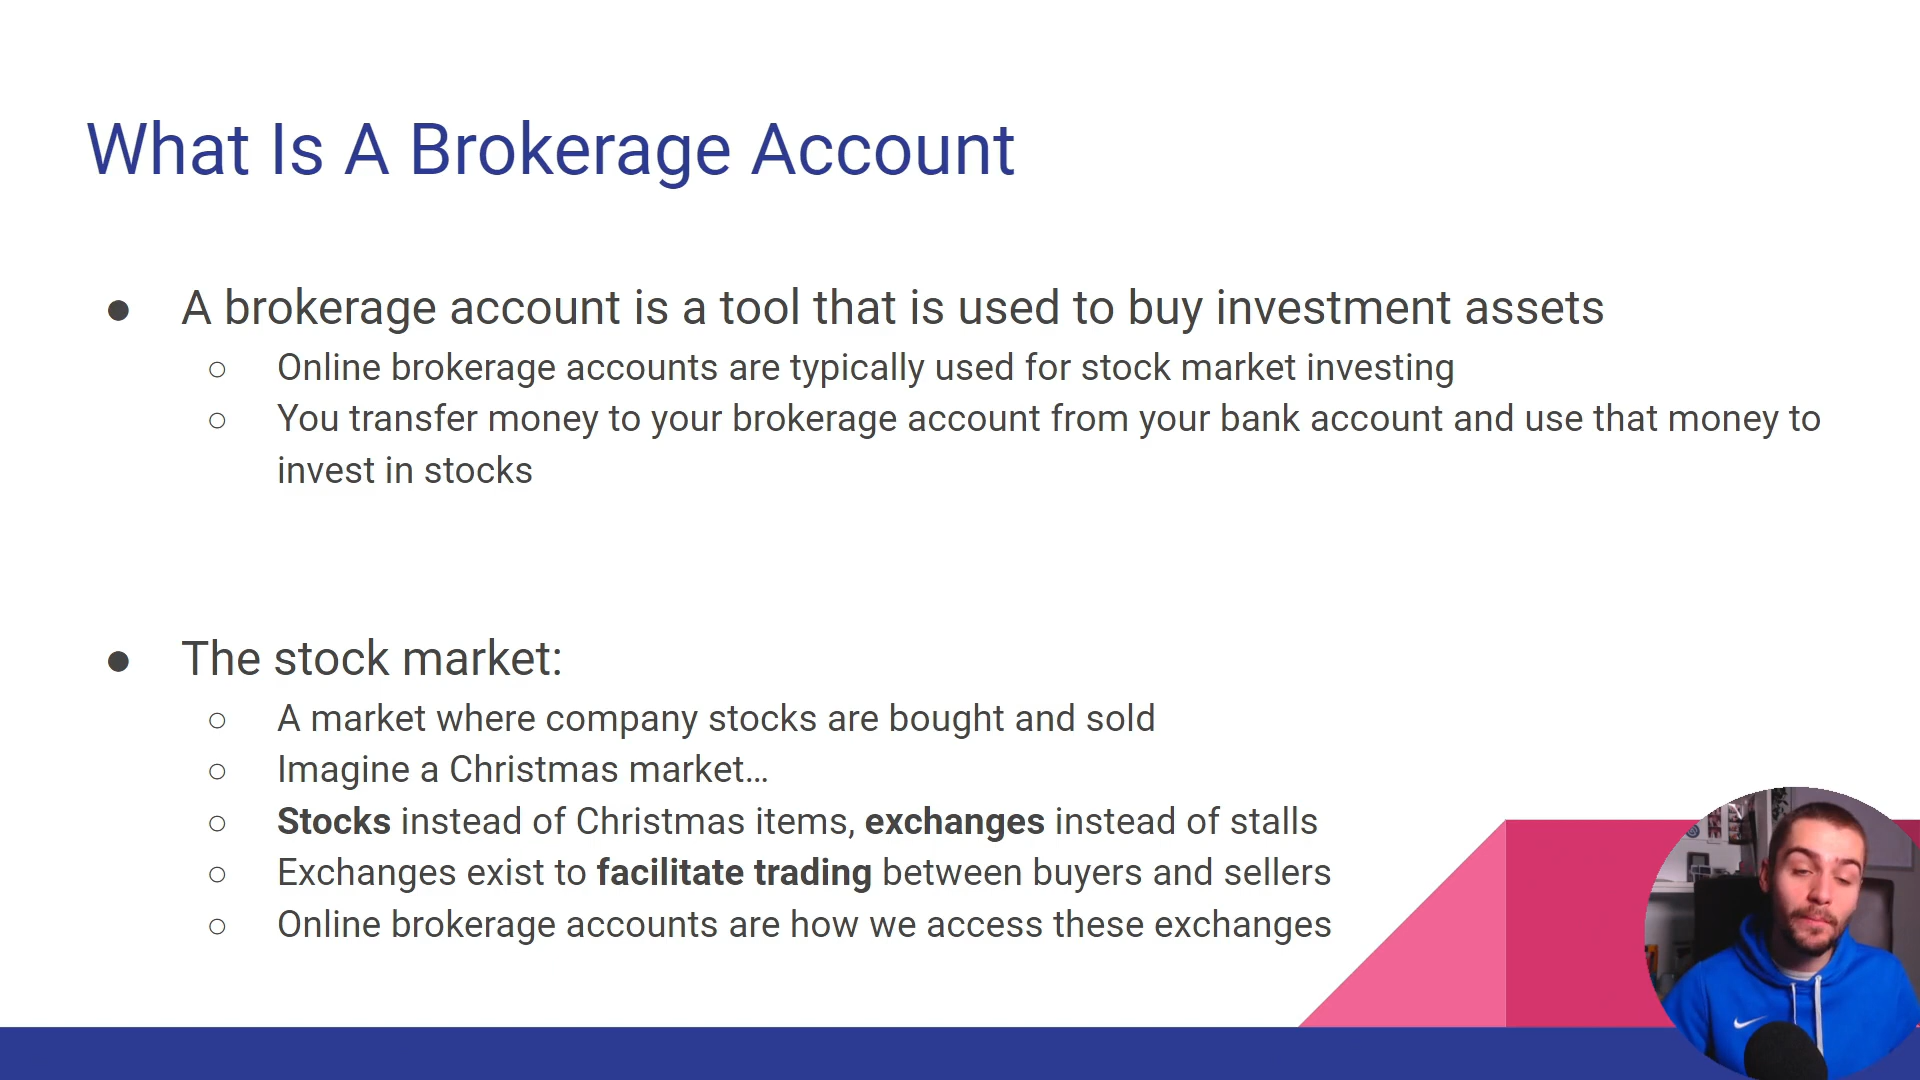 What Is A Brokerage Account
● A brokerage account is a tool that is used to buy investment assets
○ Online brokerage accounts are typically used for stock market investing
○ You transfer money to your brokerage account from your bank account and use that money to
invest in stocks
● The stock market:
○ A market where company stocks are bought and sold
○ Imagine a Christmas market…
○ Stocks instead of Christmas items, exchanges instead of stalls
○ Exchanges exist to facilitate trading between buyers and sellers
○ Online brokerage accounts are how we access these exchanges